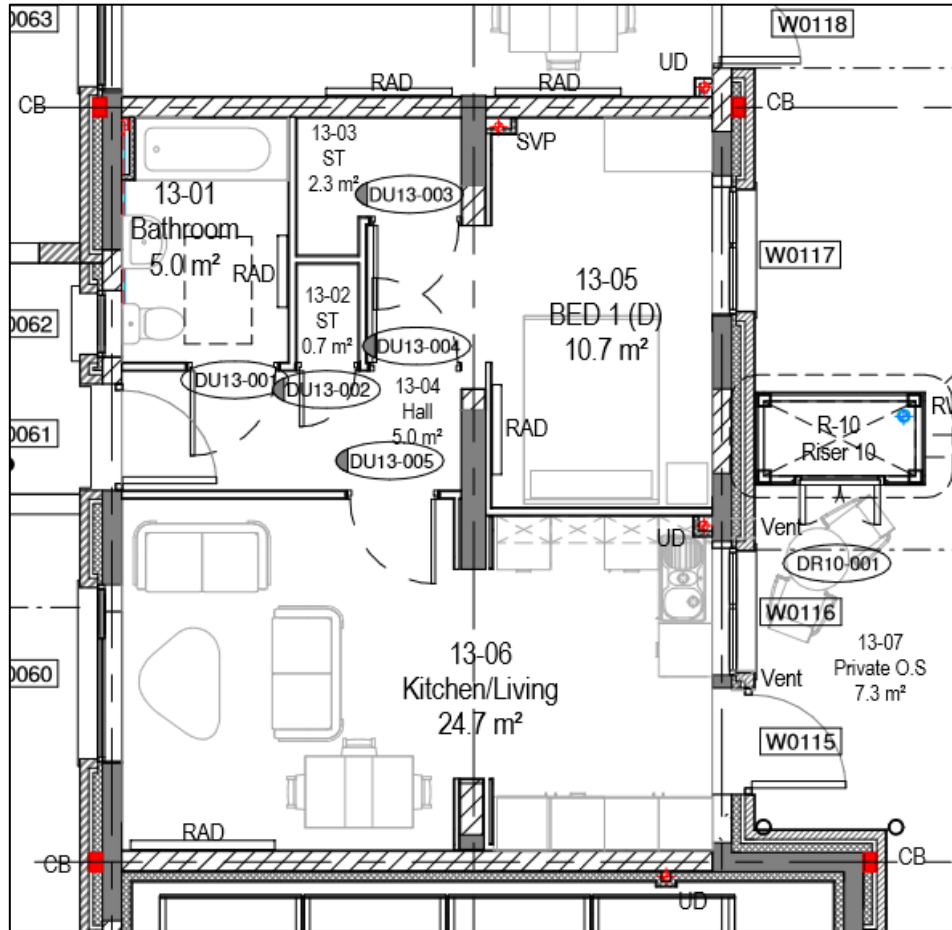 0063
W0118
UD
RAD
RAD
CB
CB
SVP
13-03
ST
2.3 m²
DU13-003
13-01
Bathroom
5.0 m²
RAD
W0117
13-05
BED 1 (D)
10.7 m²
13-02
ST
0.7 m²
0062
DU13-004
DU13-001
DU13-002
13-04
Hall
5.0 m²
RAD
R-10
Riser 10
RW
0061
DU13-005
UD
Vent
DR10-001
W0116
13-06
Kitchen/Living
24.7 m²
13-07
Private O.S
7.3 m²
0060
Vent
W0115
RAD
CB
CB
UD